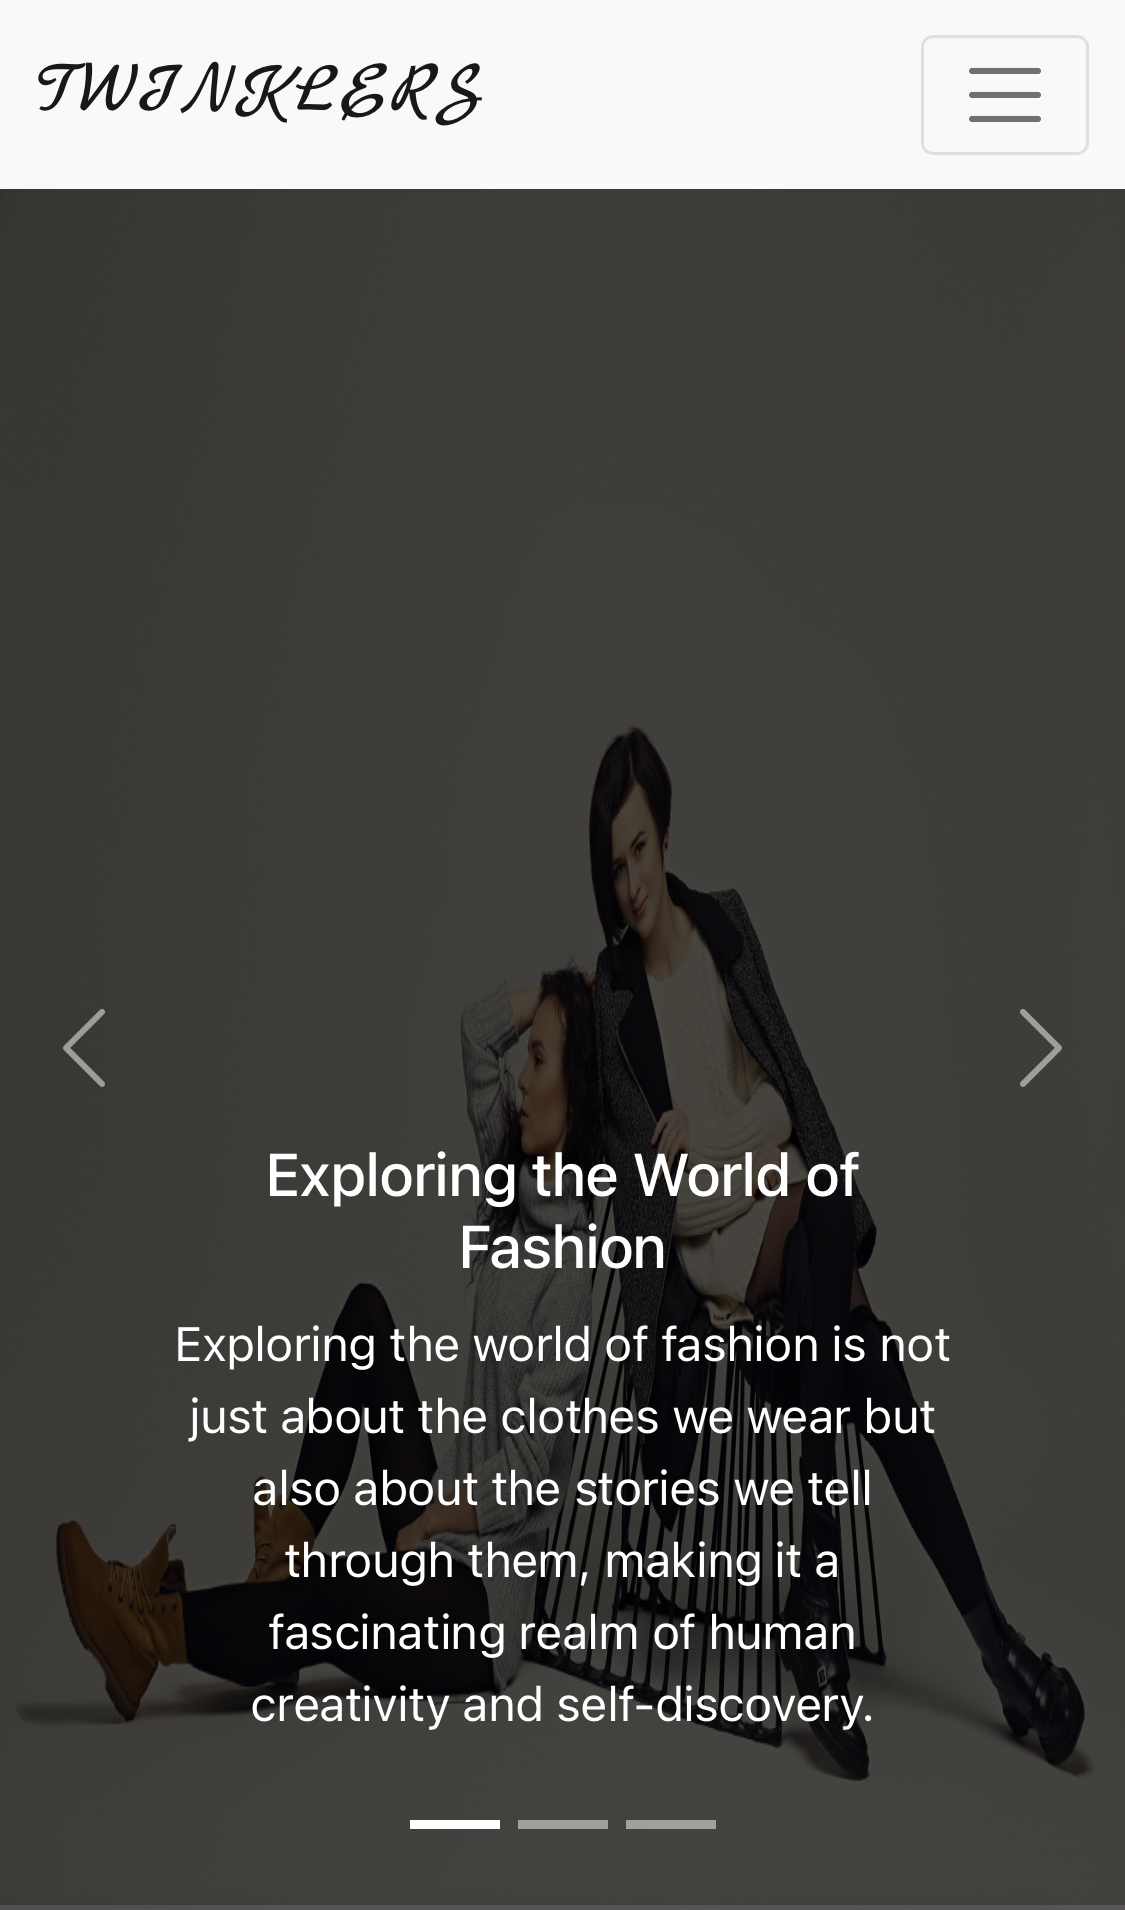 TWINKLERS
Exploring the World of
Fashion
Exploring the world of fashion is not
just about the clothes we wear but
also about the stories we tell
through them, making it a
fascinating realm of human
creativity and self-discovery.